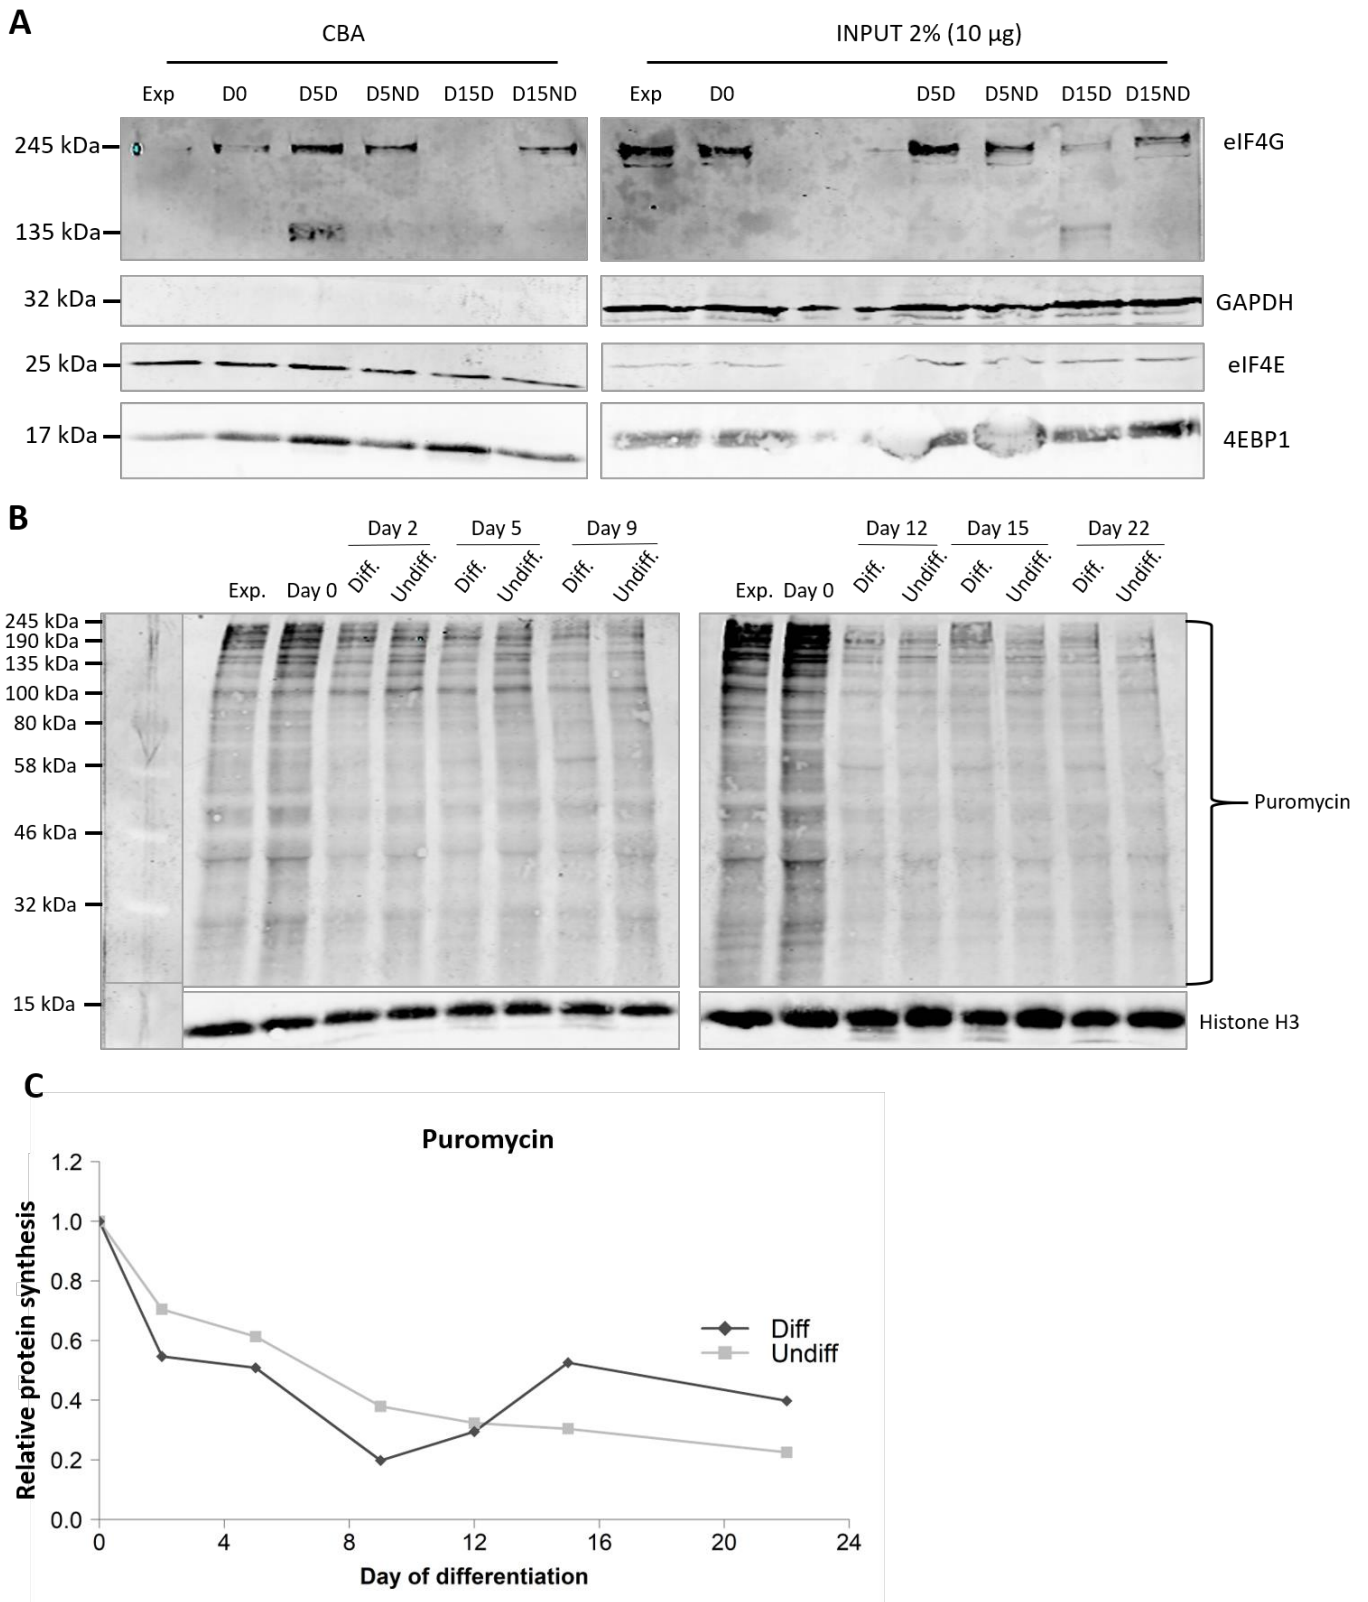 A
CBA
INPUT 2% (10 µg)
Exp D0 D5D D5ND D15D D15ND
Exp D0 D5D D5ND D15D D15ND
245 kDa
eIF4G
135 kDa
32 kDa
GAPDH
25 kDa
eIF4E
17 kDa
4EBP1
B
Day 2 Day 5 Day 9
Day 12 Day 15 Day 22
Exp. Day 0 Diff. Undiff. Diff. Undiff. Diff. Undiff.
Exp. Day 0 Diff. Undiff. Diff. Undiff. Diff. Undiff.
245 kDa
190 kDa
135 kDa
100 kDa
80 kDa
58 kDa
46 kDa
32 kDa
15 kDa
Puromycin
Histone H3
C
Puromycin
Relative protein synthesis
1.2
1.0
0.8
0.6
0.4
0.2
0.0
Diff
Undiff
0 4 8 12 16 20 24
Day of differentiation